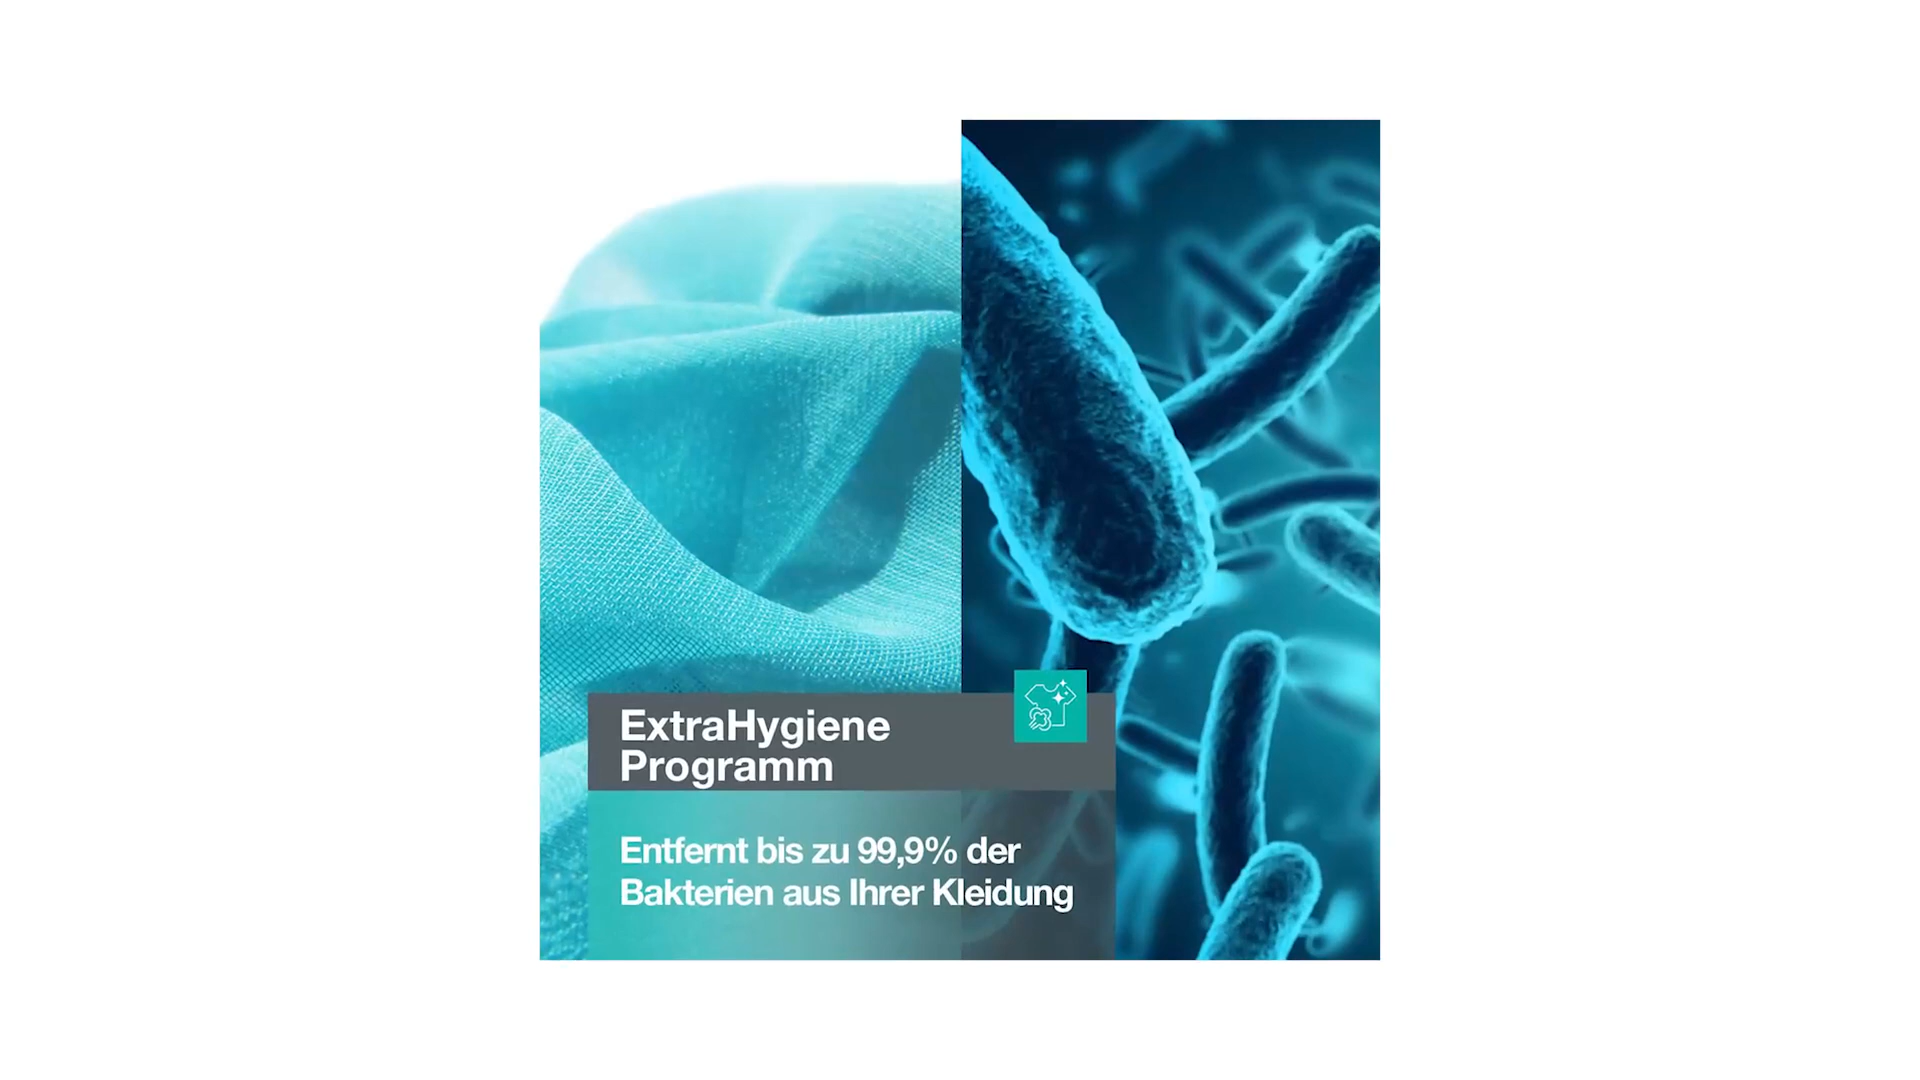 ExtraHygiene
Programm
Entfernt bis zu 99,9% der
Bakterien aus Ihrer Kleidung